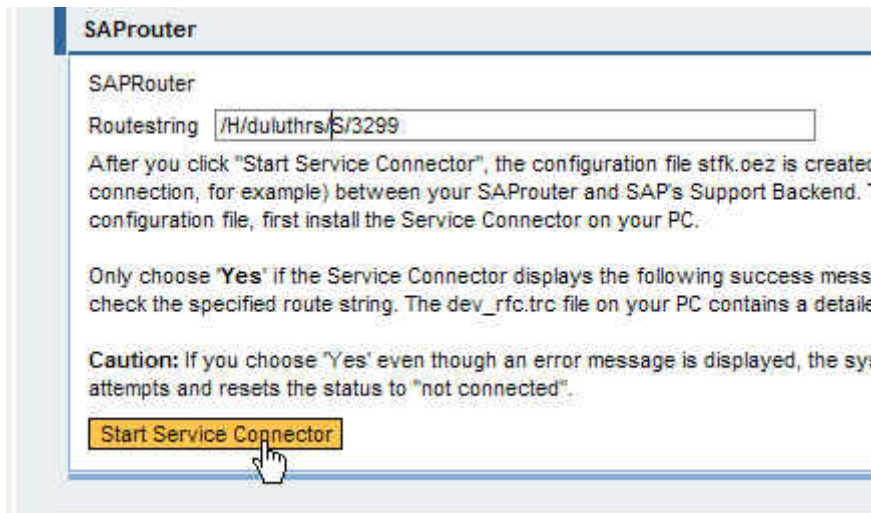 SAProuter
SAPRouter
Routestring /H/duluthrs/S/3299
After you click "Start Service Connector", the configuration file stfk.oez is created
connection, for example) between your SAProuter and SAP's Support Backend. T
configuration file, first install the Service Connector on your PC.
Only choose 'Yes' if the Service Connector displays the following success mess
check the specified route string. The dev_rfc.trc file on your PC contains a detaile
Caution: If you choose 'Yes' even though an error message is displayed, the sys
attempts and resets the status to "not connected".
Start Service Connector